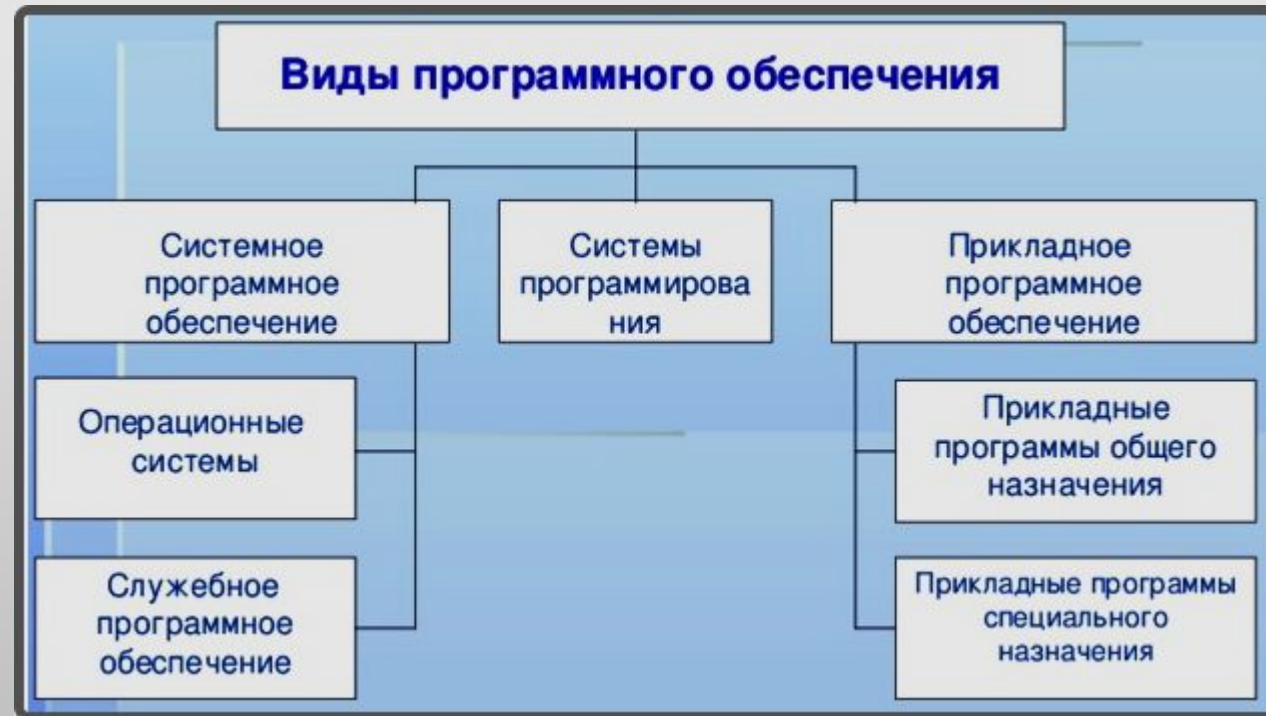 Виды программного обеспечения
Системное
программное
обеспечение
Системы
программирова
ния
Прикладное
программное
обеспечение
Операционные
системы
Прикладные
программы общего
назначения
Служебное
программное
обеспечение
Прикладные программы
специального
назначения